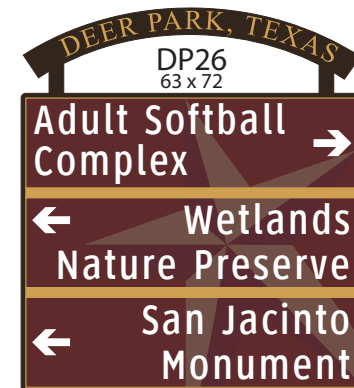 DEER PARK, TEXAS
DP26
63 x 72
Adult Softball
Complex
Wetlands
Nature Preserve
San Jacinto
Monument